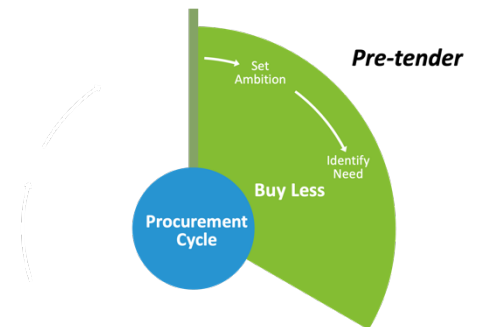 Pre-tender
Set
Ambition
Identify
Need
Buy Less
Procurement
Cycle